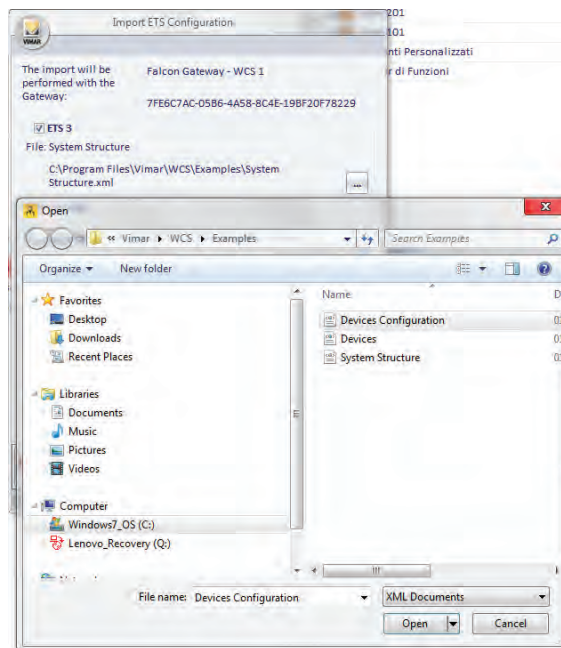 Import ETS Configuration
VIMAR
201
101
nti Personalizzati
r di Funzioni
The import will be
performed with the
Gateway:
Falcon Gateway - WCS 1
7FE6C7AC-05B6-4A58-8C4E-19BF20F78229
ETS 3
File: System Structure
C:\Program Files\Vimar\WCS\Examples\System
Structure.xml
...
Open
« Vimar WCS Examples
Search Examples
Organize New folder
Favorites
Desktop
Downloads
Recent Places
Libraries
Documents
Music
Pictures
Videos
Computer
Windows7_OS (C:)
Lenovo_Recovery (Q:)
Name
D
Devices Configuration
0
Devices
0
System Structure
0
File name: Devices Configuration
XML Documents
Open
Cancel